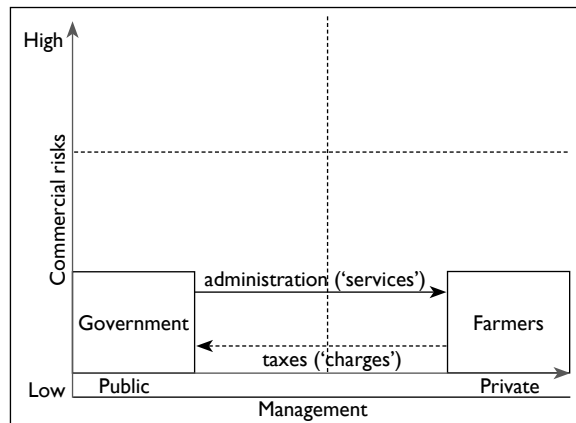 High
Commercial risks
administration (‘services’)
Government
Farmers
taxes (‘charges’)
Low
Public
Private
Management